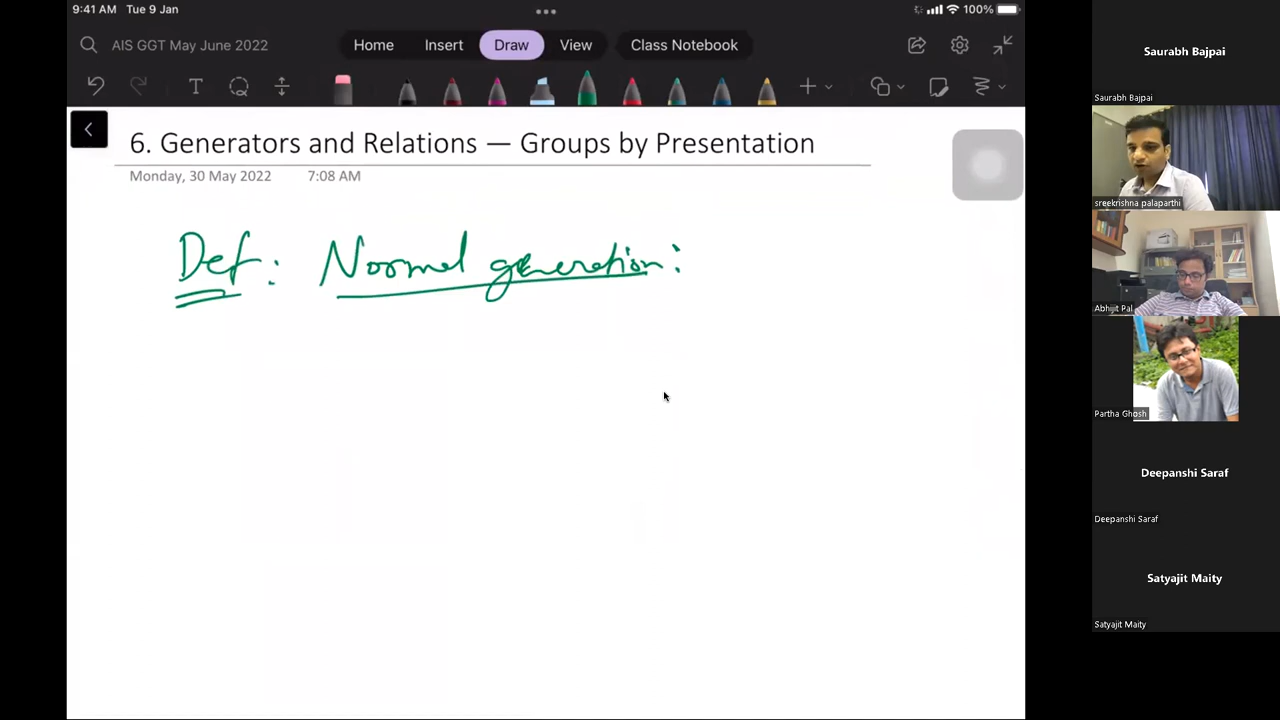 9:41 AM Tue 9 Jan
100%
AIS GGT May June 2022
Home Insert Draw View Class Notebook
6. Generators and Relations — Groups by Presentation
Monday, 30 May 2022 7:08 AM
Def: Normal generation:
Saurabh Bajpai
Saurabh Bajpai
sreekrishna palaparthi
Abhijit Pal
Partha Ghosh
Deepanshi Saraf
Deepanshi Saraf
Satyajit Maity
Satyajit Maity